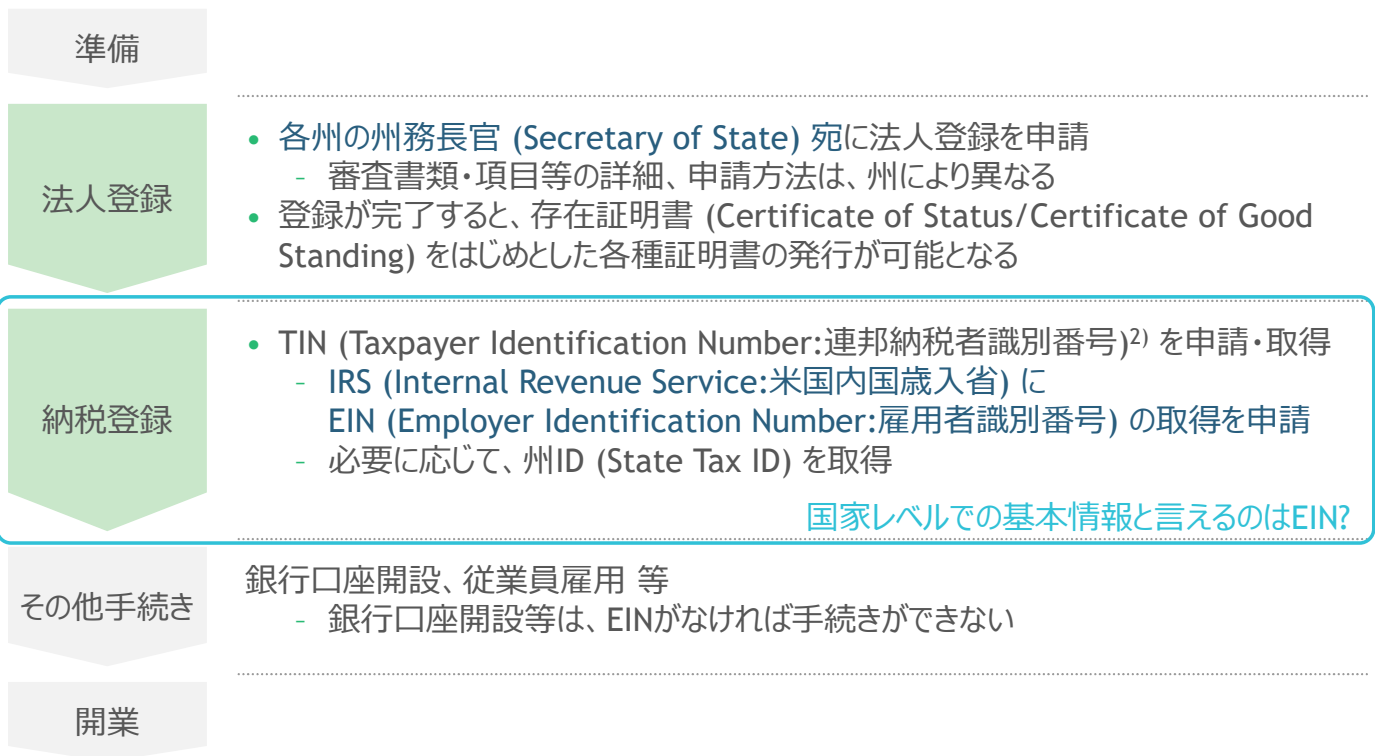 準備
法人登録
• 各州の州務長官 (Secretary of State) 宛に法人登録を申請
- 審査書類・項目等の詳細、申請方法は、州により異なる
• 登録が完了すると、存在証明書 (Certificate of Status/Certificate of Good
Standing) をはじめとした各種証明書の発行が可能となる
納税登録
• TIN (Taxpayer Identification Number:連邦納税者識別番号)2) を申請・取得
- IRS (Internal Revenue Service:米国内国歳入省) に
EIN (Employer Identification Number:雇用者識別番号) の取得を申請
- 必要に応じて、州ID (State Tax ID) を取得
国家レベルでの基本情報と言えるのはEIN?
その他手続き
銀行口座開設、従業員雇用 等
- 銀行口座開設等は、EINがなければ手続きができない
開業